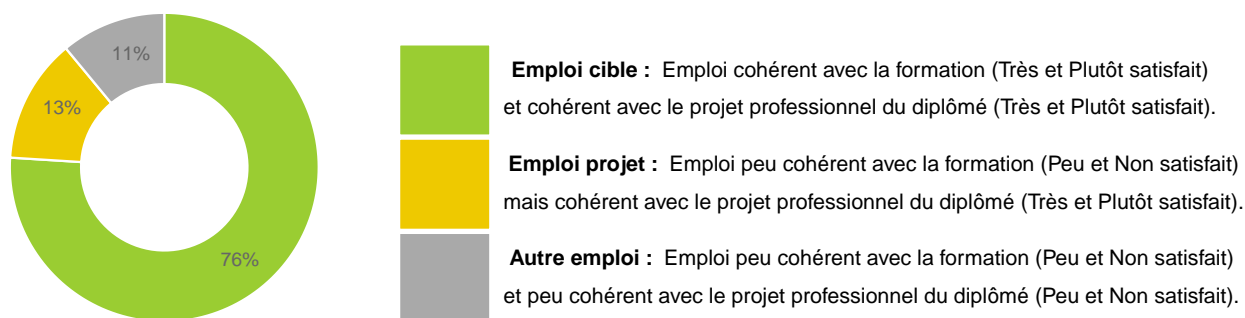 11%
13%
76%
Emploi cible : Emploi cohérent avec la formation (Très et Plutôt satisfait)
et cohérent avec le projet professionnel du diplômé (Très et Plutôt satisfait).
Emploi projet : Emploi peu cohérent avec la formation (Peu et Non satisfait)
mais cohérent avec le projet professionnel du diplômé (Très et Plutôt satisfait).
Autre emploi : Emploi peu cohérent avec la formation (Peu et Non satisfait)
et peu cohérent avec le projet professionnel du diplômé (Peu et Non satisfait).